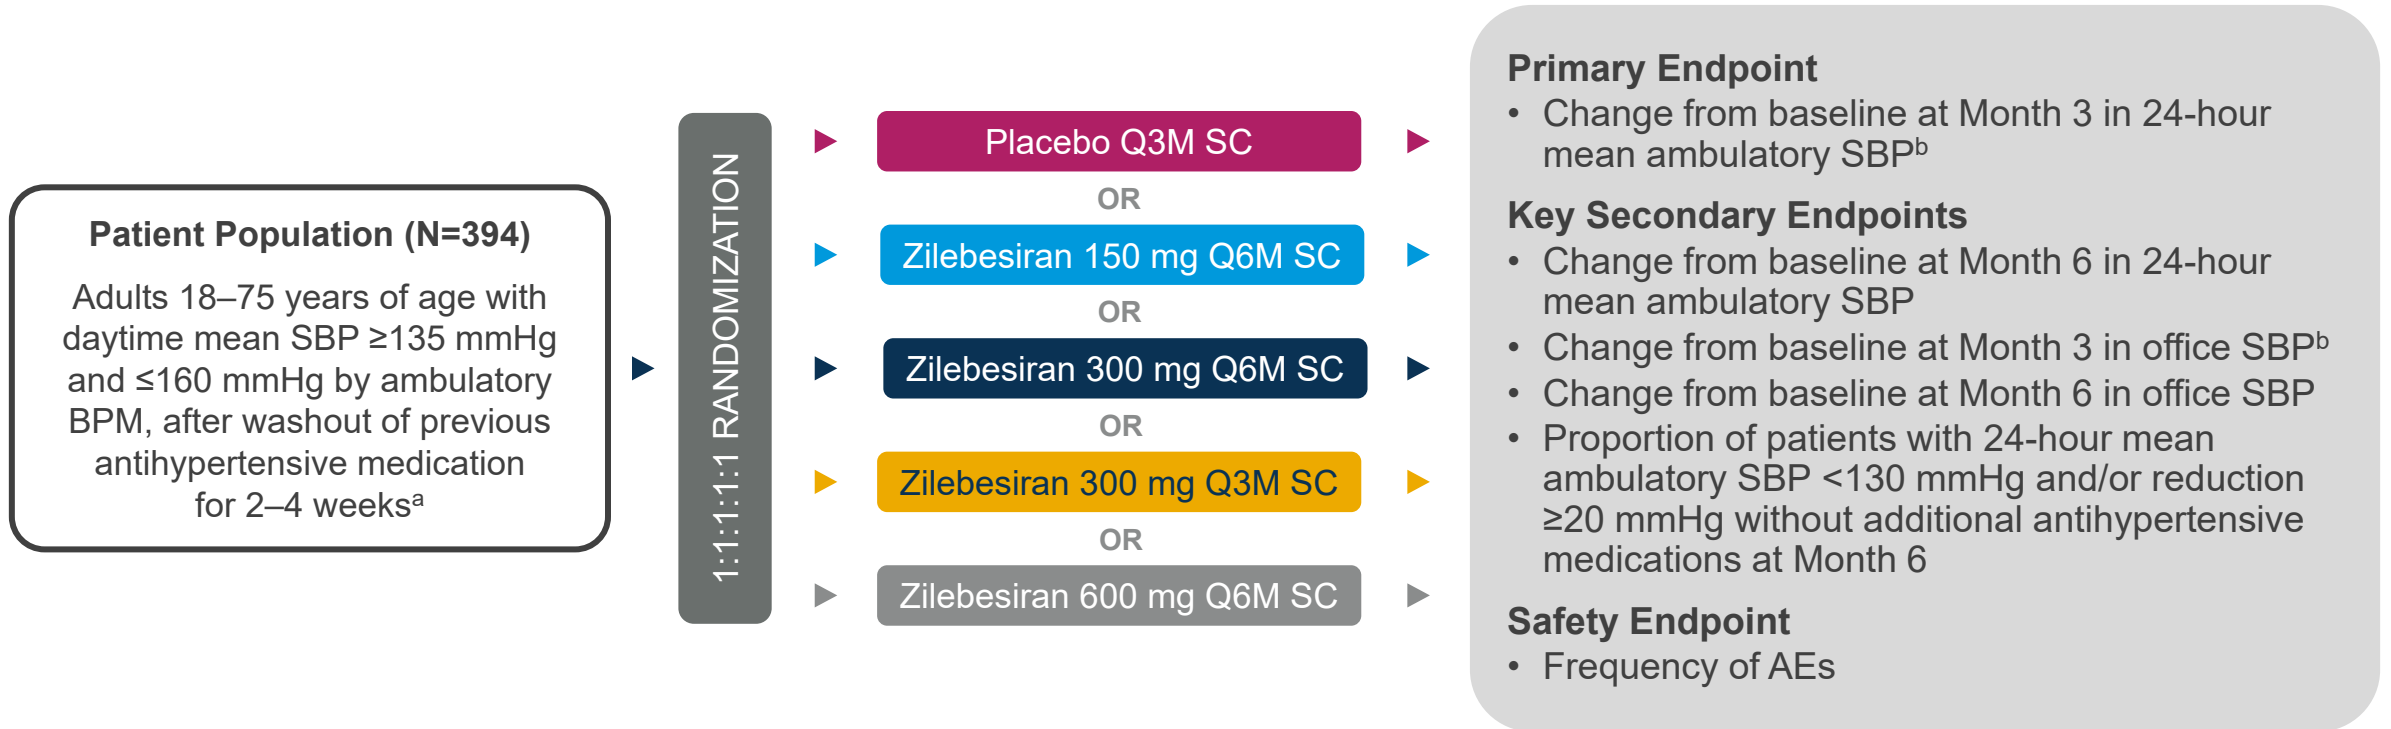 Patient Population (N=394)
Adults 18–75 years of age with
daytime mean SBP ≥135 mmHg
and ≤160 mmHg by ambulatory
BPM, after washout of previous
antihypertensive medication
for 2–4 weeksᵃ
1:1:1:1:1 RANDOMIZATION
Placebo Q3M SC
OR
Zilebesiran 150 mg Q6M SC
OR
Zilebesiran 300 mg Q6M SC
OR
Zilebesiran 300 mg Q3M SC
OR
Zilebesiran 600 mg Q6M SC
Primary Endpoint
• Change from baseline at Month 3 in 24-hour
mean ambulatory SBPᵇ
Key Secondary Endpoints
• Change from baseline at Month 6 in 24-hour
mean ambulatory SBP
• Change from baseline at Month 3 in office SBPᵇ
• Change from baseline at Month 6 in office SBP
• Proportion of patients with 24-hour mean
ambulatory SBP <130 mmHg and/or reduction
≥20 mmHg without additional antihypertensive
medications at Month 6
Safety Endpoint
• Frequency of AEs